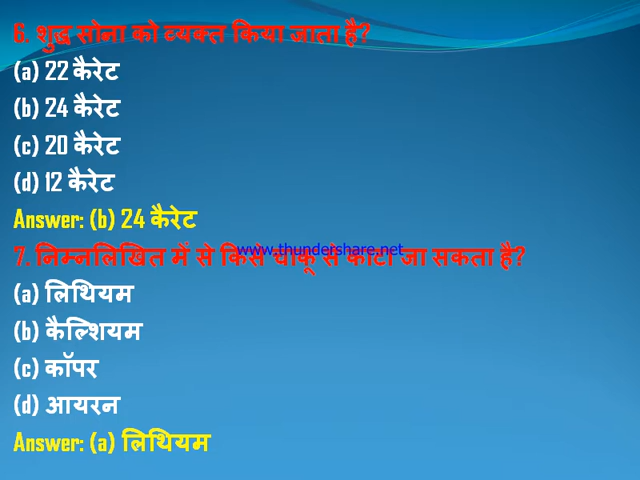 6. शुद्ध सोना को व्यक्त किया जाता है?
(a) 22 कैरेट
(b) 24 कैरेट
(c) 20 कैरेट
(d) 12 कैरेट
Answer: (b) 24 कैरेट
www.thundershare.net
7. निम्नलिखित में से किसे चाकू से काटा जा सकता है?
(a) लिथियम
(b) कैल्शियम
(c) कॉपर
(d) आयरन
Answer: (a) लिथियम